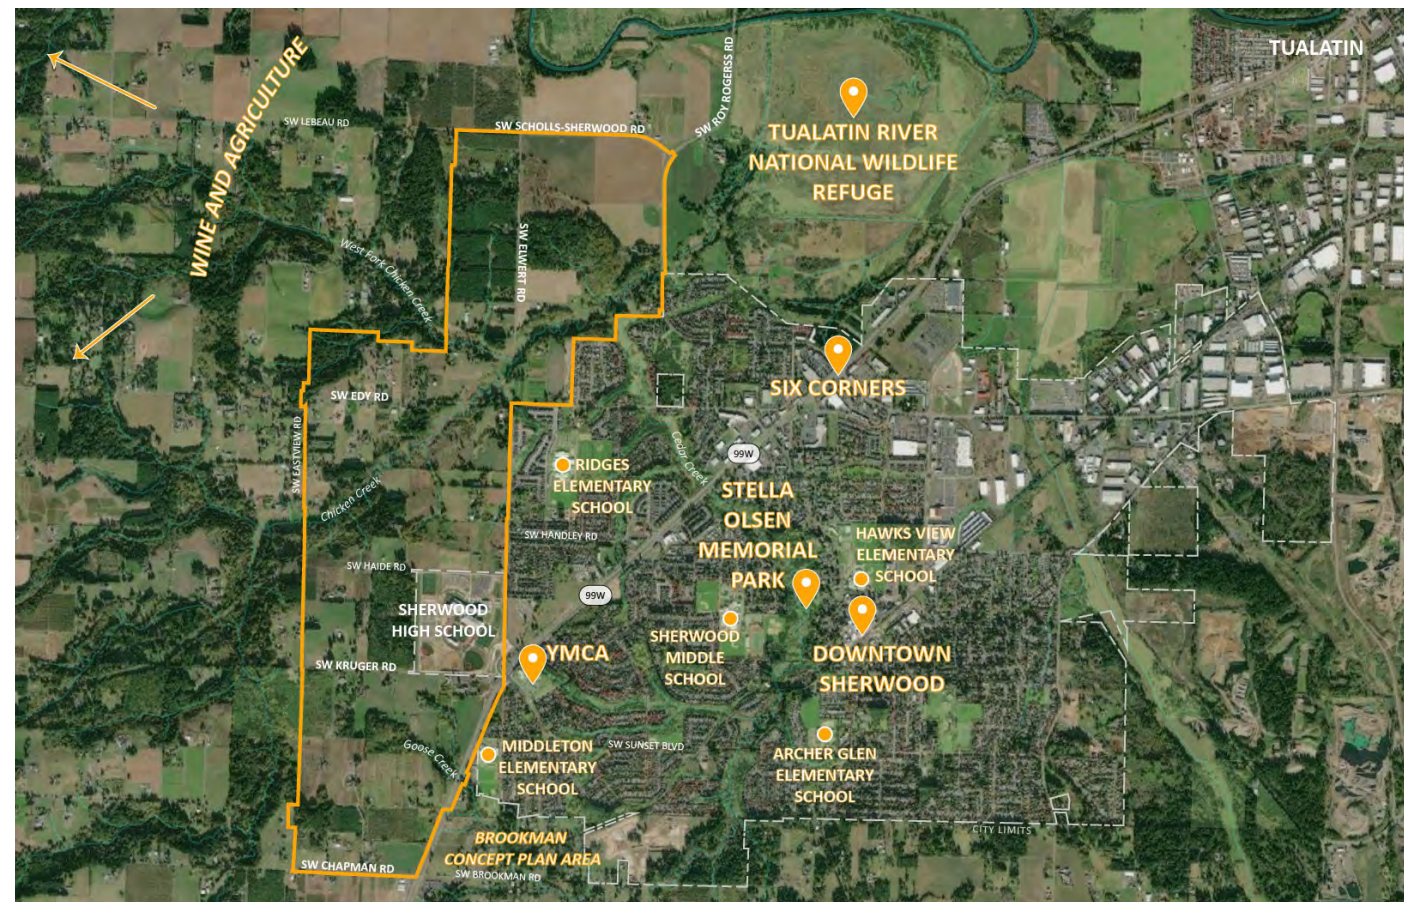 TUALATIN
WINE AND AGRICULTURE
SW LEBEAU RD
SW SCHOLLS-SHERWOOD RD
SW ROY ROGERSS RD
TUALATIN RIVER
NATIONAL WILDLIFE
REFUGE
SW ELWERT RD
West Fork Chicken Creek
SIX CORNERS
SW EDY RD
SW EASTVIEW RD
Cedar Creek
99W
RIDGES
ELEMENTARY
SCHOOL
Chicken Creek
STELLA
OLSEN
MEMORIAL
PARK
SW HANDLEY RD
HAWKS VIEW
ELEMENTARY
SCHOOL
SW HAIDE RD
99W
SHERWOOD
HIGH SCHOOL
SHERWOOD
MIDDLE
SCHOOL
YMCA
SW KRUGER RD
DOWNTOWN
SHERWOOD
Goose Creek
MIDDLETON
ELEMENTARY
SCHOOL
SW SUNSET BLVD
ARCHER GLEN
ELEMENTARY
SCHOOL
BROOKMAN
CONCEPT PLAN AREA
CITY LIMITS
SW CHAPMAN RD
SW BROOKMAN RD